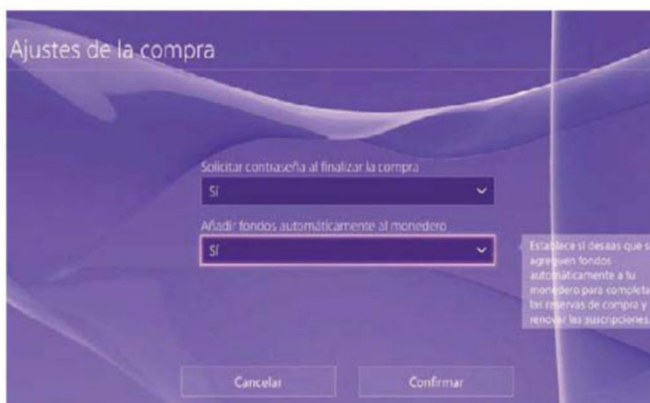 Ajustes de la compra
Solicitar contraseña al finalizar la compra
Sí
Añadir fondos automáticamente al monedero
Sí
Establece si deseas que s
agreguen fondos
automáticamente a tu
monedero para completa
las reservas de compra y
renovar las suscripciones
Cancelar
Confirmar